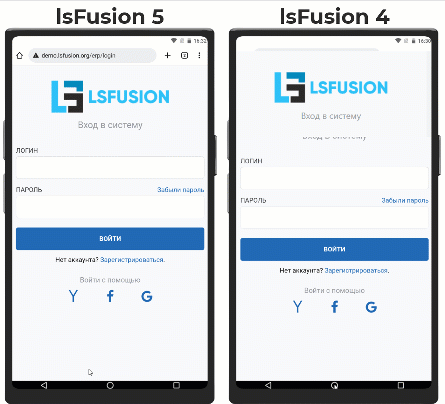 lsFusion 5
16:32
demo.lsfusion.org/erp/login
LSFUSION
Вход в систему
ЛОГИН
ПАРОЛЬ
Забыли пароль
ВОЙТИ
Нет аккаунта? Зарегистрироваться.
Войти с помощью
lsFusion 4
16:30
LSFUSION
Вход в систему
Вход в систему
ЛОГИН
ПАРОЛЬ
Забыли пароль
ВОЙТИ
Нет аккаунта? Зарегистрироваться.
Войти с помощью